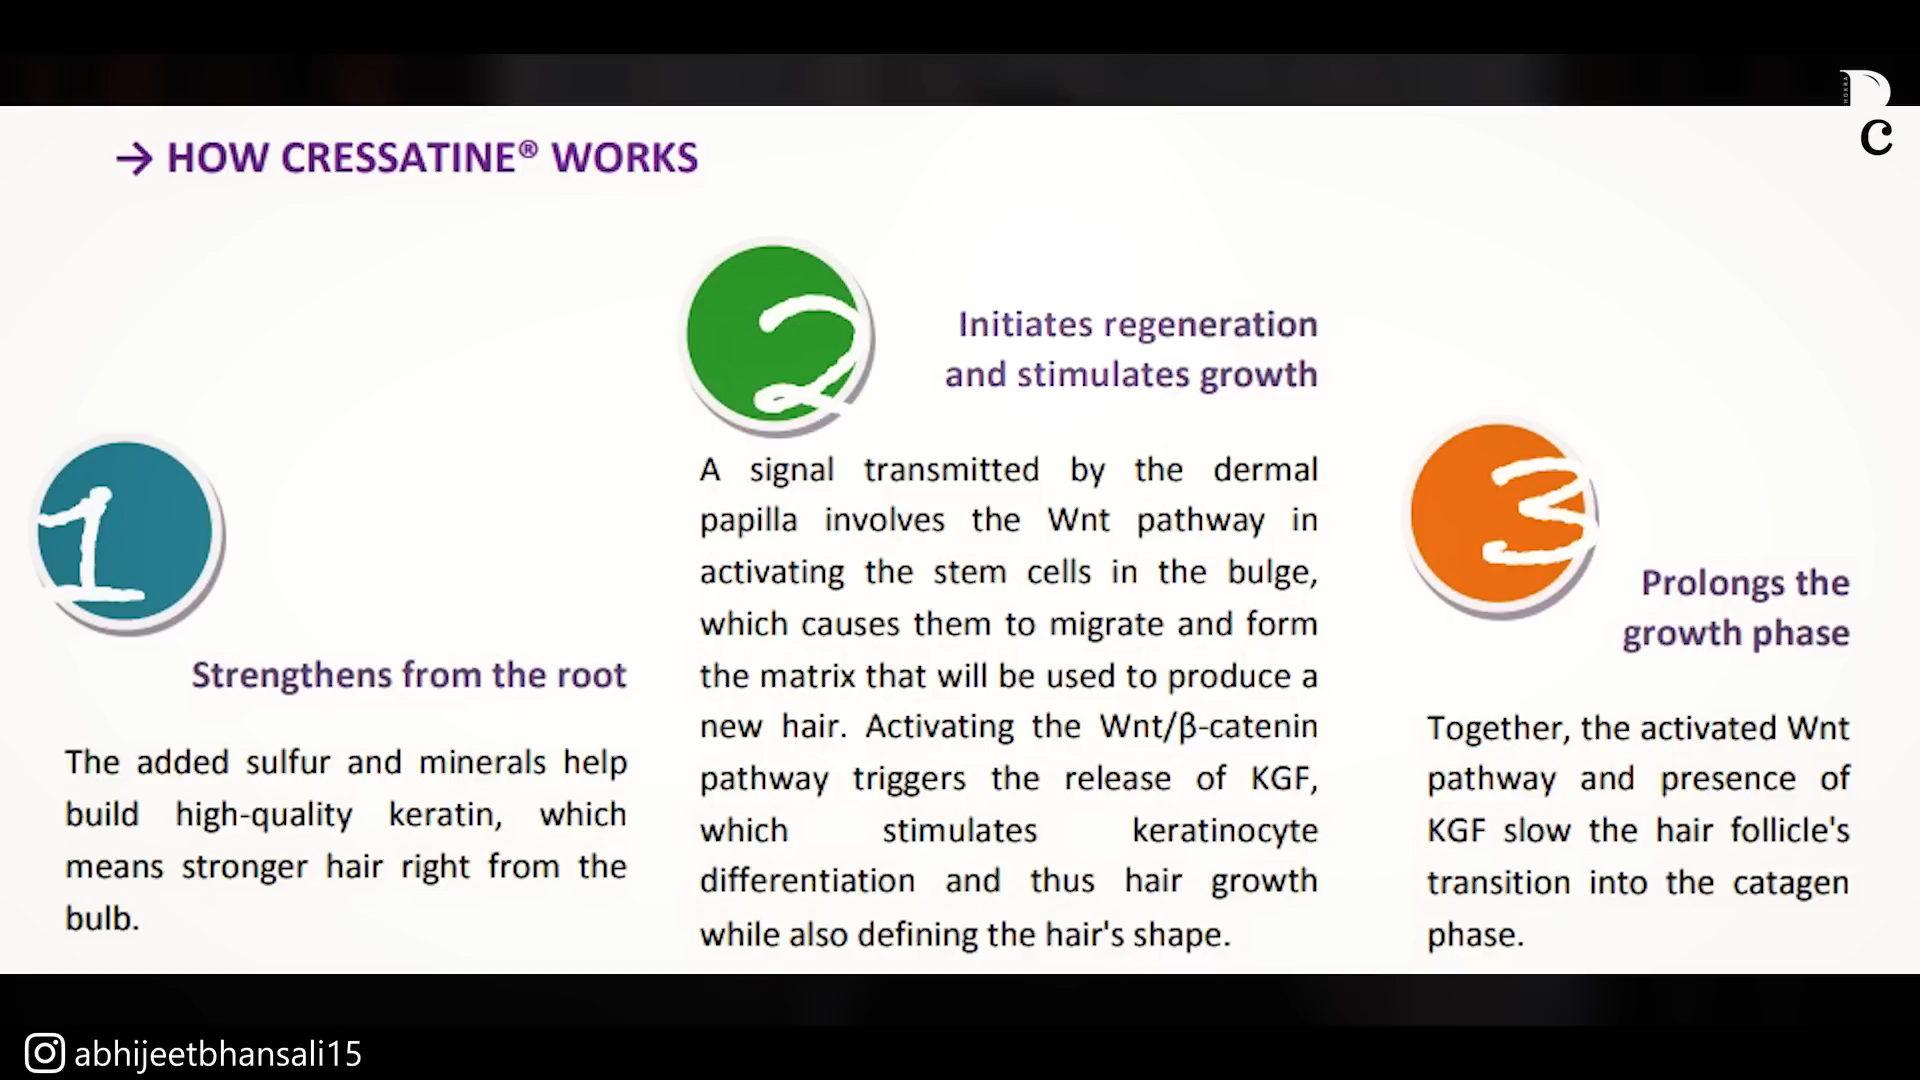 → HOW CRESSATINE® WORKS
1
Strengthens from the root
The added sulfur and minerals help
build high-quality keratin, which
means stronger hair right from the
bulb.
2
Initiates regeneration
and stimulates growth
A signal transmitted by the dermal
papilla involves the Wnt pathway in
activating the stem cells in the bulge,
which causes them to migrate and form
the matrix that will be used to produce a
new hair. Activating the Wnt/β-catenin
pathway triggers the release of KGF,
which stimulates keratinocyte
differentiation and thus hair growth
while also defining the hair's shape.
3
Prolongs the
growth phase
Together, the activated Wnt
pathway and presence of
KGF slow the hair follicle's
transition into the catagen
phase.
D
C
abhijeetbhansali15